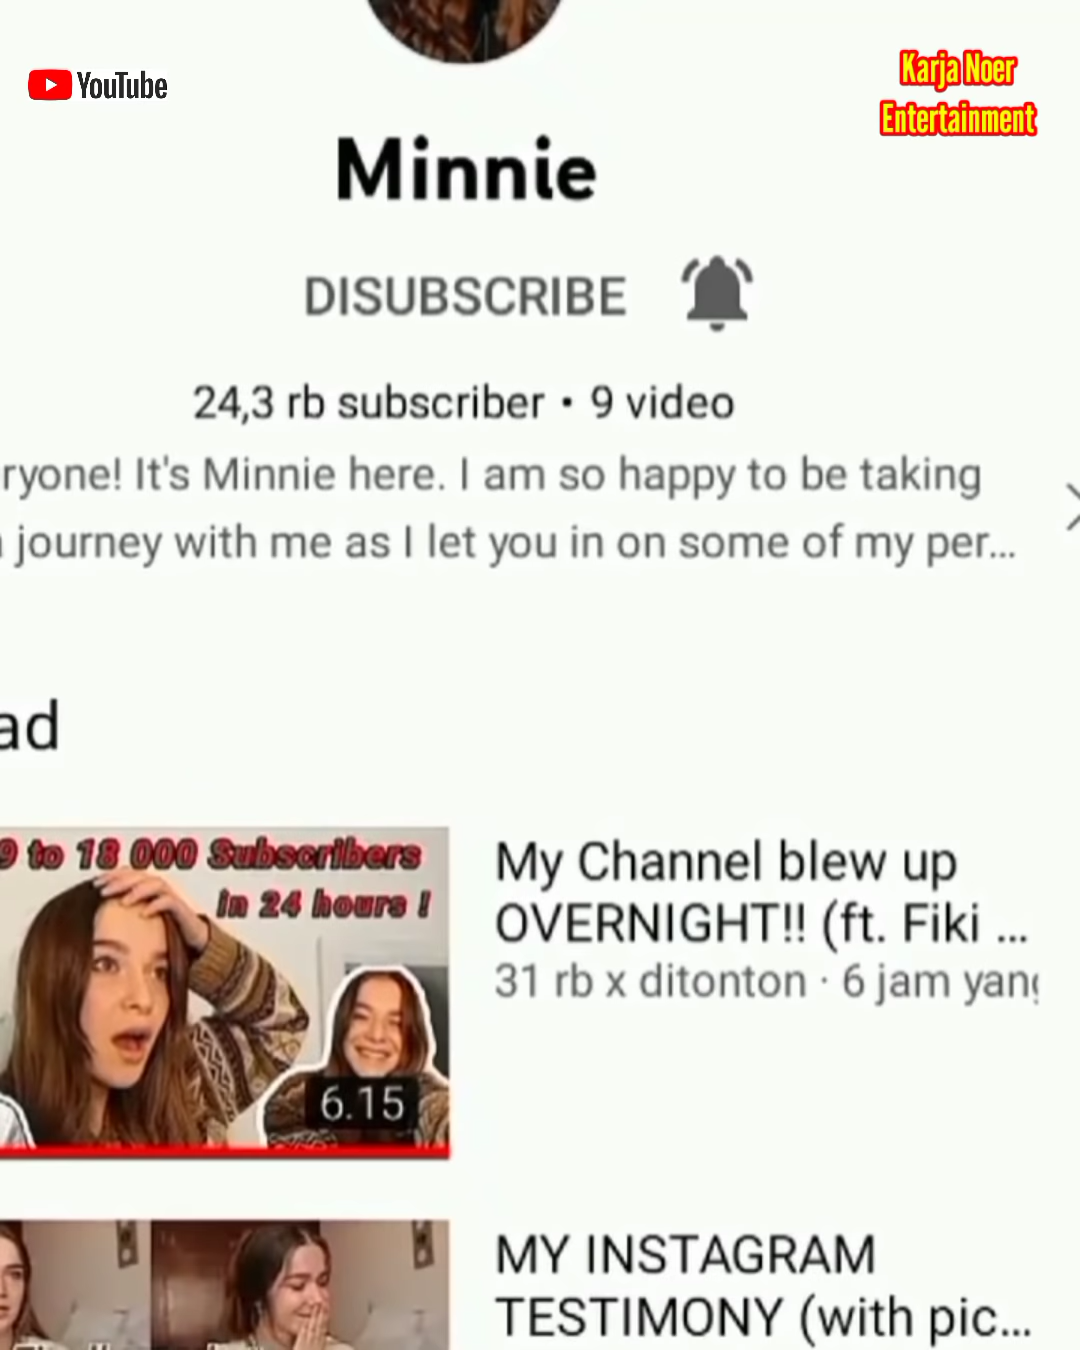 YouTube
Karja Noer
Entertainment
Minnie
DISUBSCRIBE
24,3 rb subscriber • 9 video
ryone! It's Minnie here. I am so happy to be taking
journey with me as I let you in on some of my per...
ad
9 to 18 000 Subscribers
in 24 hours !
6.15
My Channel blew up
OVERNIGHT!! (ft. Fiki ...
31 rb x ditonton · 6 jam yang
MY INSTAGRAM
TESTIMONY (with pic...